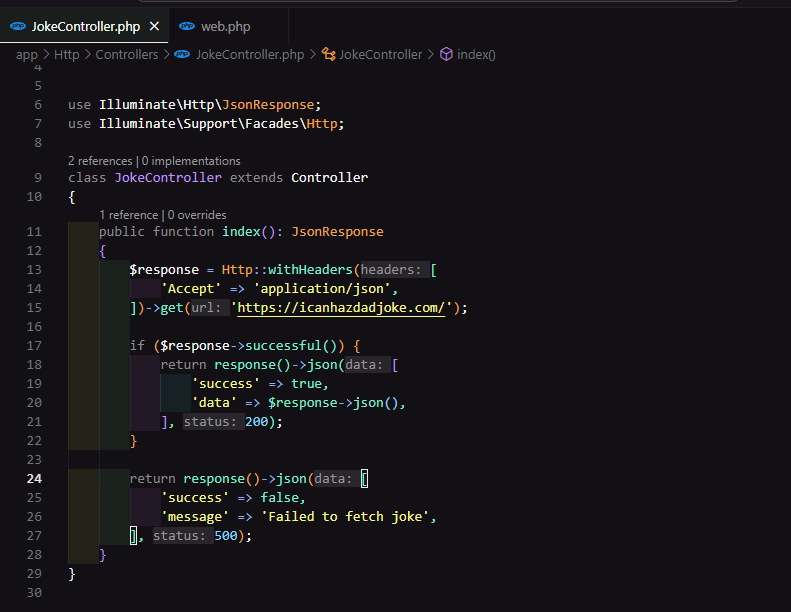 JokeController.php × web.php
app > Http > Controllers > JokeController.php > JokeController > index()
4
5
6 use Illuminate\Http\JsonResponse;
7 use Illuminate\Support\Facades\Http;
8
2 references | 0 implementations
9 class JokeController extends Controller
10 {
1 reference | 0 overrides
11 public function index(): JsonResponse
12 {
13 $response = Http::withHeaders(headers: [
14 'Accept' => 'application/json',
15 ])->get(url: 'https://icanhazdadjoke.com/');
16
17 if ($response->successful()) {
18 return response()->json(data: [
19 'success' => true,
20 'data' => $response->json(),
21 ], status: 200);
22 }
23
24 return response()->json(data: [
25 'success' => false,
26 'message' => 'Failed to fetch joke',
27 ], status: 500);
28 }
29 }
30